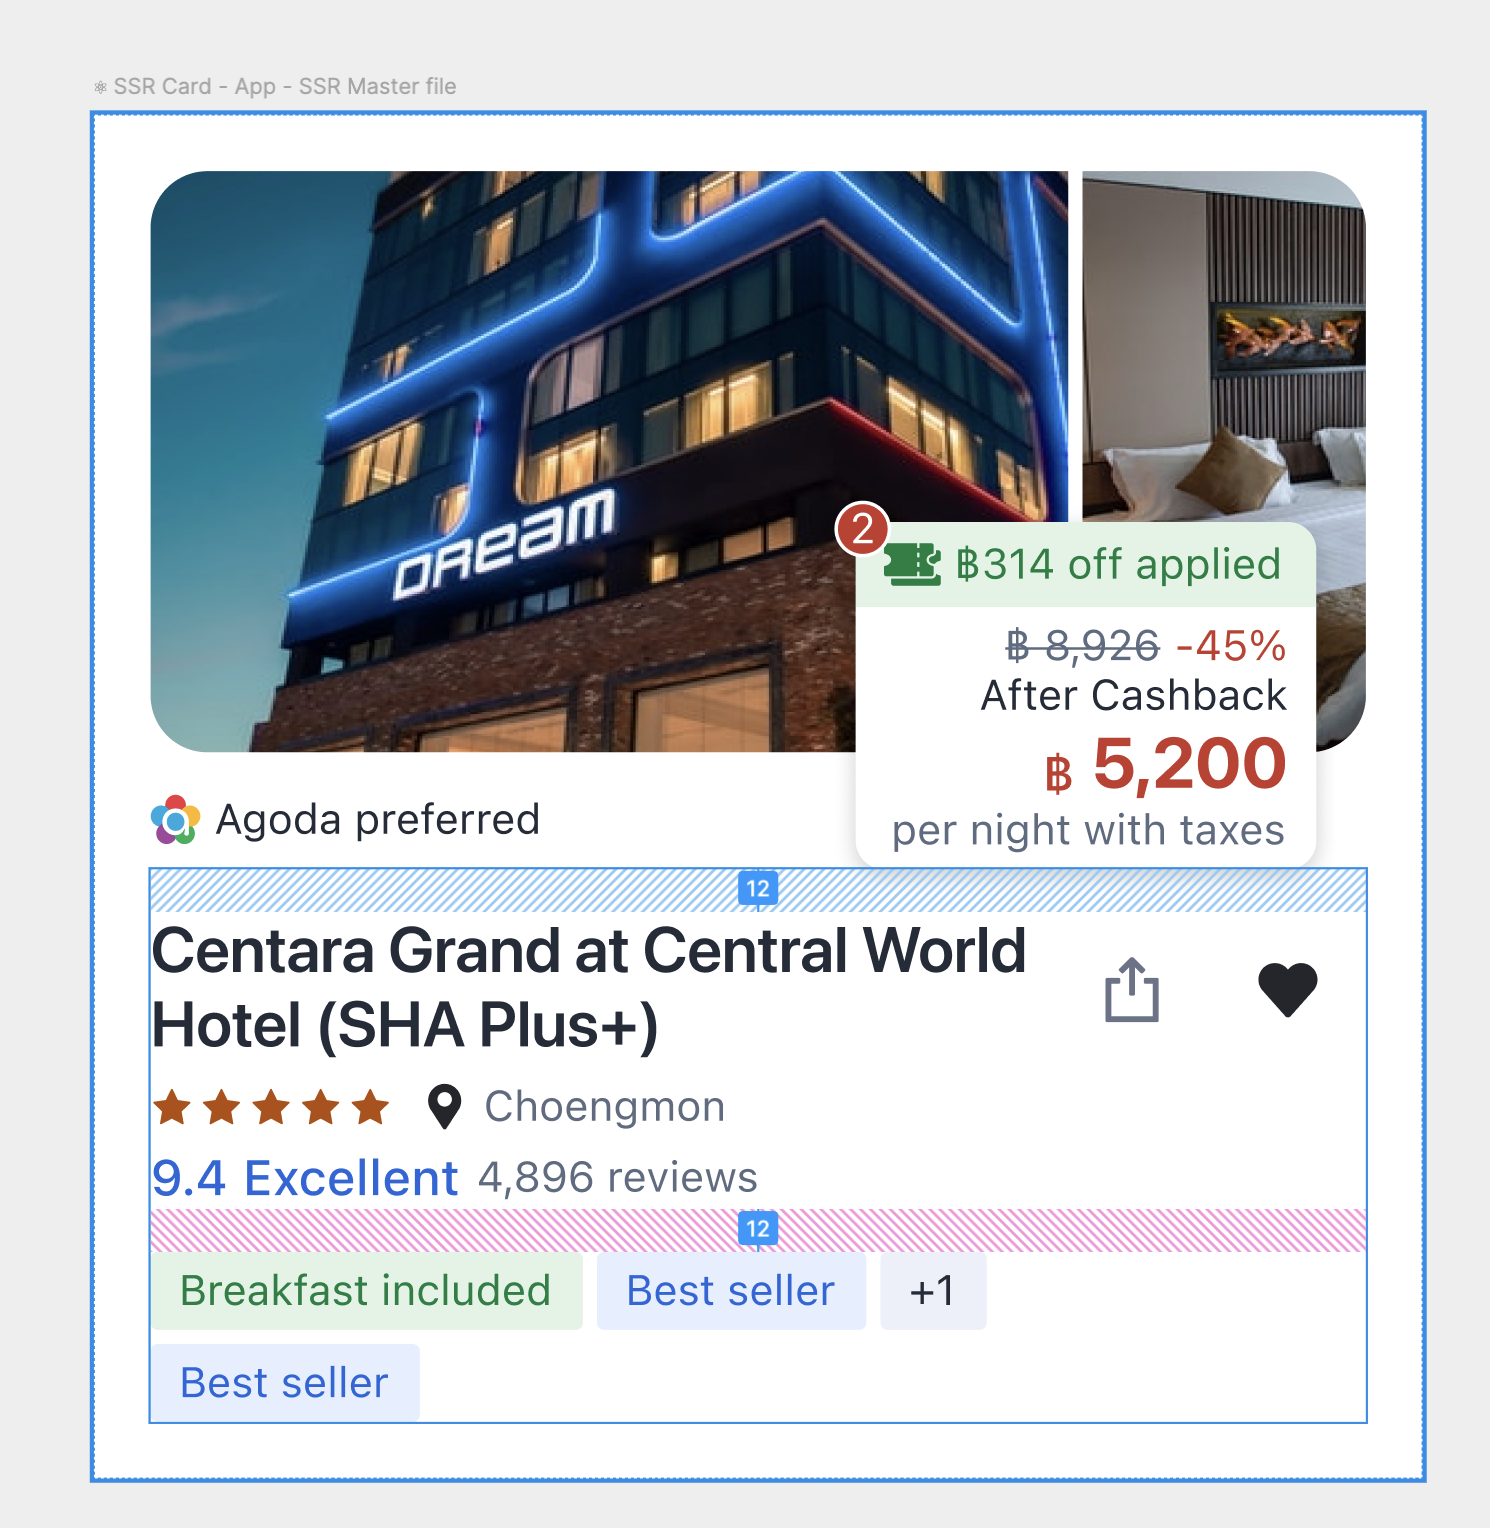 SSR Card - App - SSR Master file
DREAM
2
฿314 off applied
฿ 8,926 -45%
After Cashback
฿ 5,200
per night with taxes
Agoda preferred
12
Centara Grand at Central World
Hotel (SHA Plus+)
Choengmon
9.4 Excellent 4,896 reviews
12
Breakfast included
Best seller
+1
Best seller